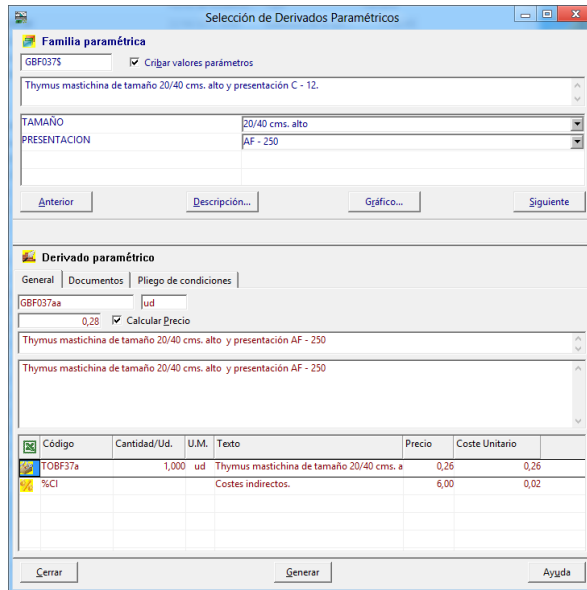 Selección de Derivados Paramétricos
Familia paramétrica
GBF037$
Cribar valores parámetros
Thymus mastichina de tamaño 20/40 cms. alto y presentación C - 12.
TAMAÑO 20/40 cms. alto
PRESENTACION AF - 250
Anterior Descripción... Gráfico... Siguiente
Derivado paramétrico
General Documentos Pliego de condiciones
GBF037aa ud
0,28 Calcular Precio
Thymus mastichina de tamaño 20/40 cms. alto y presentación AF - 250
Thymus mastichina de tamaño 20/40 cms. alto y presentación AF - 250
Código Cantidad/Ud. U.M. Texto Precio Coste Unitario
TOBF37a 1,000 ud Thymus mastichina de tamaño 20/40 cms. a 0,26 0,26
%CI Costes indirectos. 6,00 0,02
Cerrar Generar Ayuda